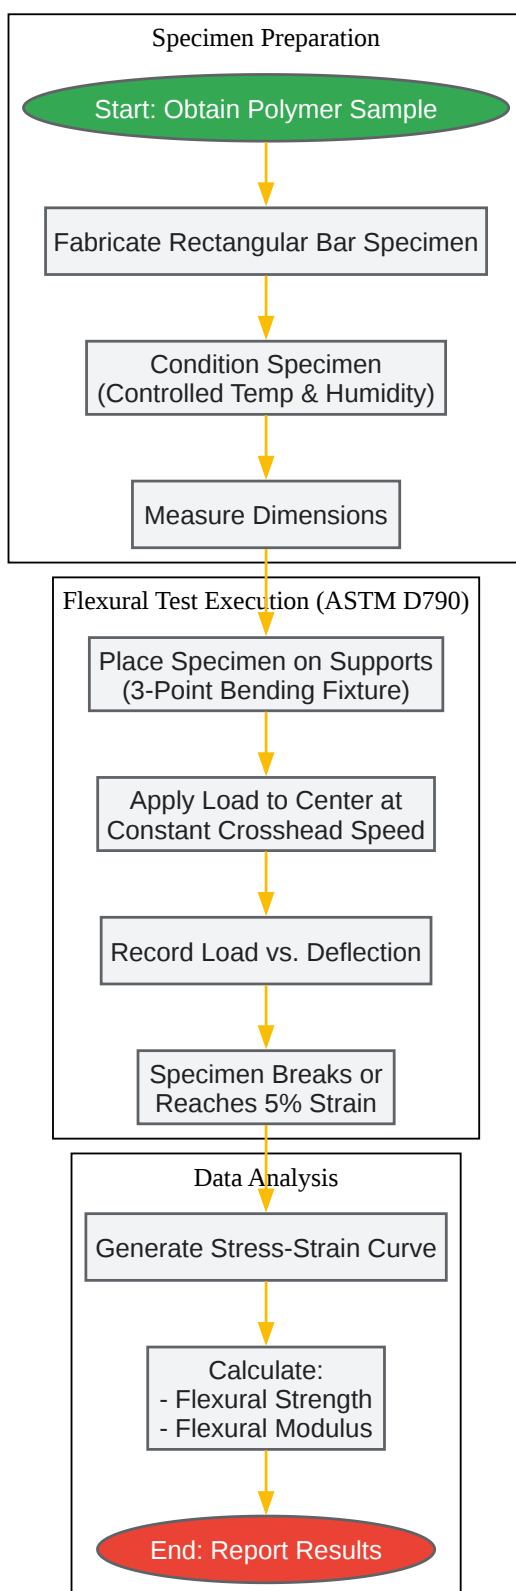 Specimen Preparation
Start: Obtain Polymer Sample
Fabricate Rectangular Bar Specimen
Condition Specimen
(Controlled Temp & Humidity)
Measure Dimensions
Flexural Test Execution (ASTM D790)
Place Specimen on Supports
(3-Point Bending Fixture)
Apply Load to Center at
Constant Crosshead Speed
Record Load vs. Deflection
Specimen Breaks or
Reaches 5% Strain
Data Analysis
Generate Stress-Strain Curve
Calculate:
- Flexural Strength
- Flexural Modulus
End: Report Results